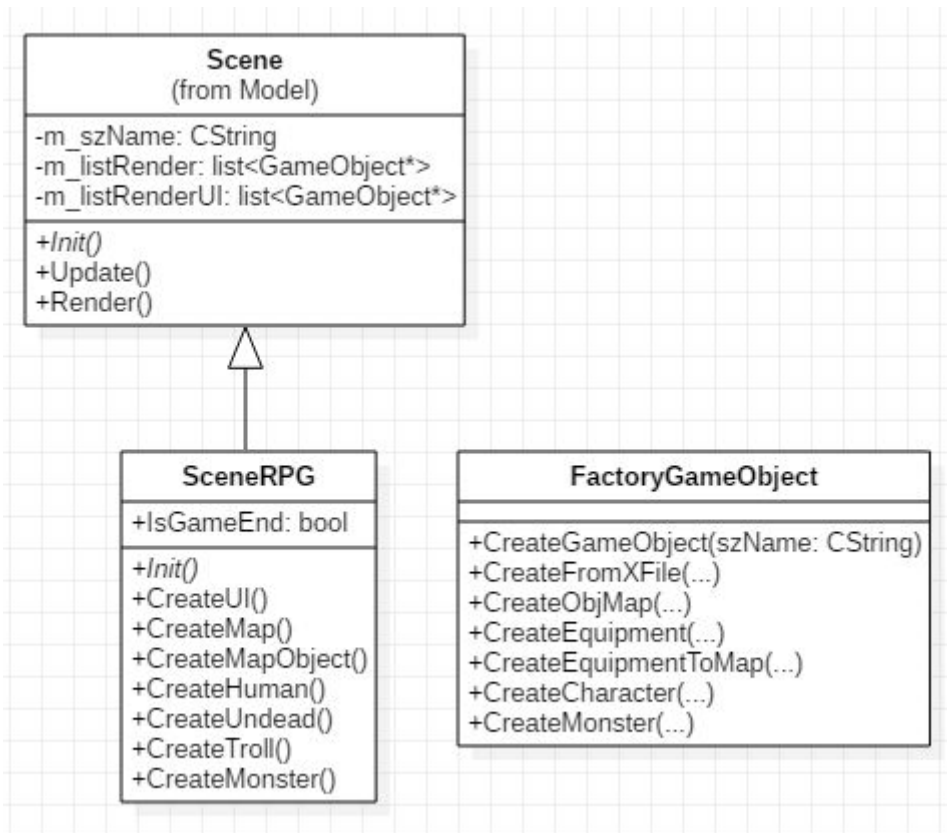 Scene
(from Model)
-m_szName: CString
-m_listRender: list<GameObject*>
-m_listRenderUI: list<GameObject*>
+Init()
+Update()
+Render()
SceneRPG
+IsGameEnd: bool
+Init()
+CreateUI()
+CreateMap()
+CreateMapObject()
+CreateHuman()
+CreateUndead()
+CreateTroll()
+CreateMonster()
FactoryGameObject
+CreateGameObject(szName: CString)
+CreateFromXFile(...)
+CreateObjMap(...)
+CreateEquipment(...)
+CreateEquipmentToMap(...)
+CreateCharacter(...)
+CreateMonster(...)